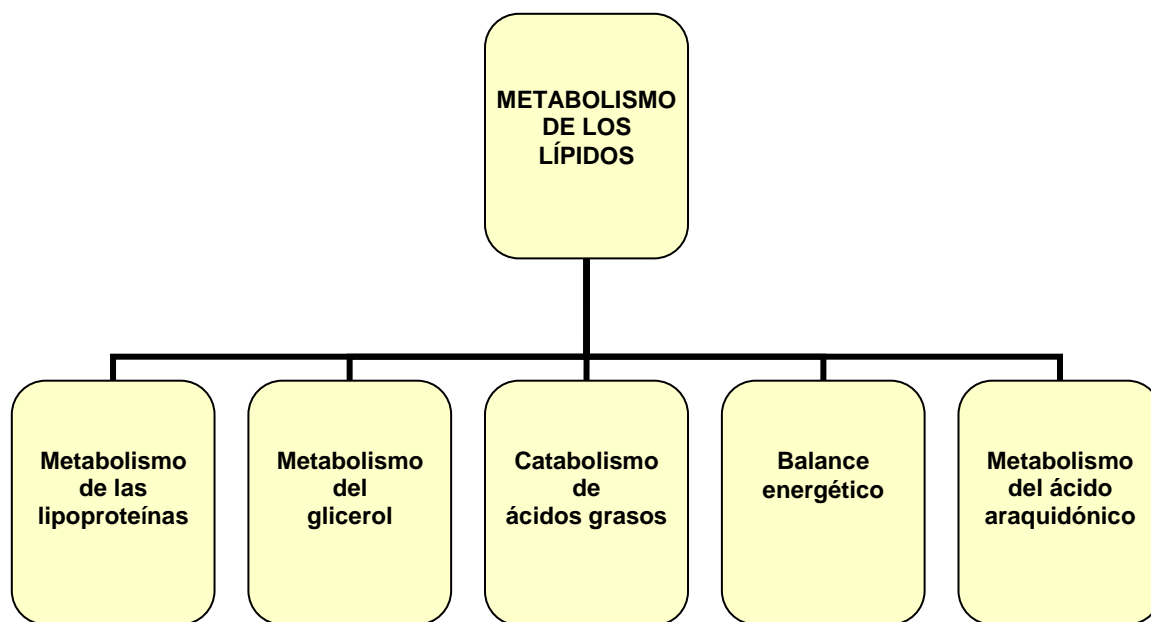 METABOLISMO
DE LOS
LÍPIDOS
Metabolismo
de las
lipoproteínas
Metabolismo
del
glicerol
Catabolismo
de
ácidos grasos
Balance
energético
Metabolismo
del ácido
araquidónico